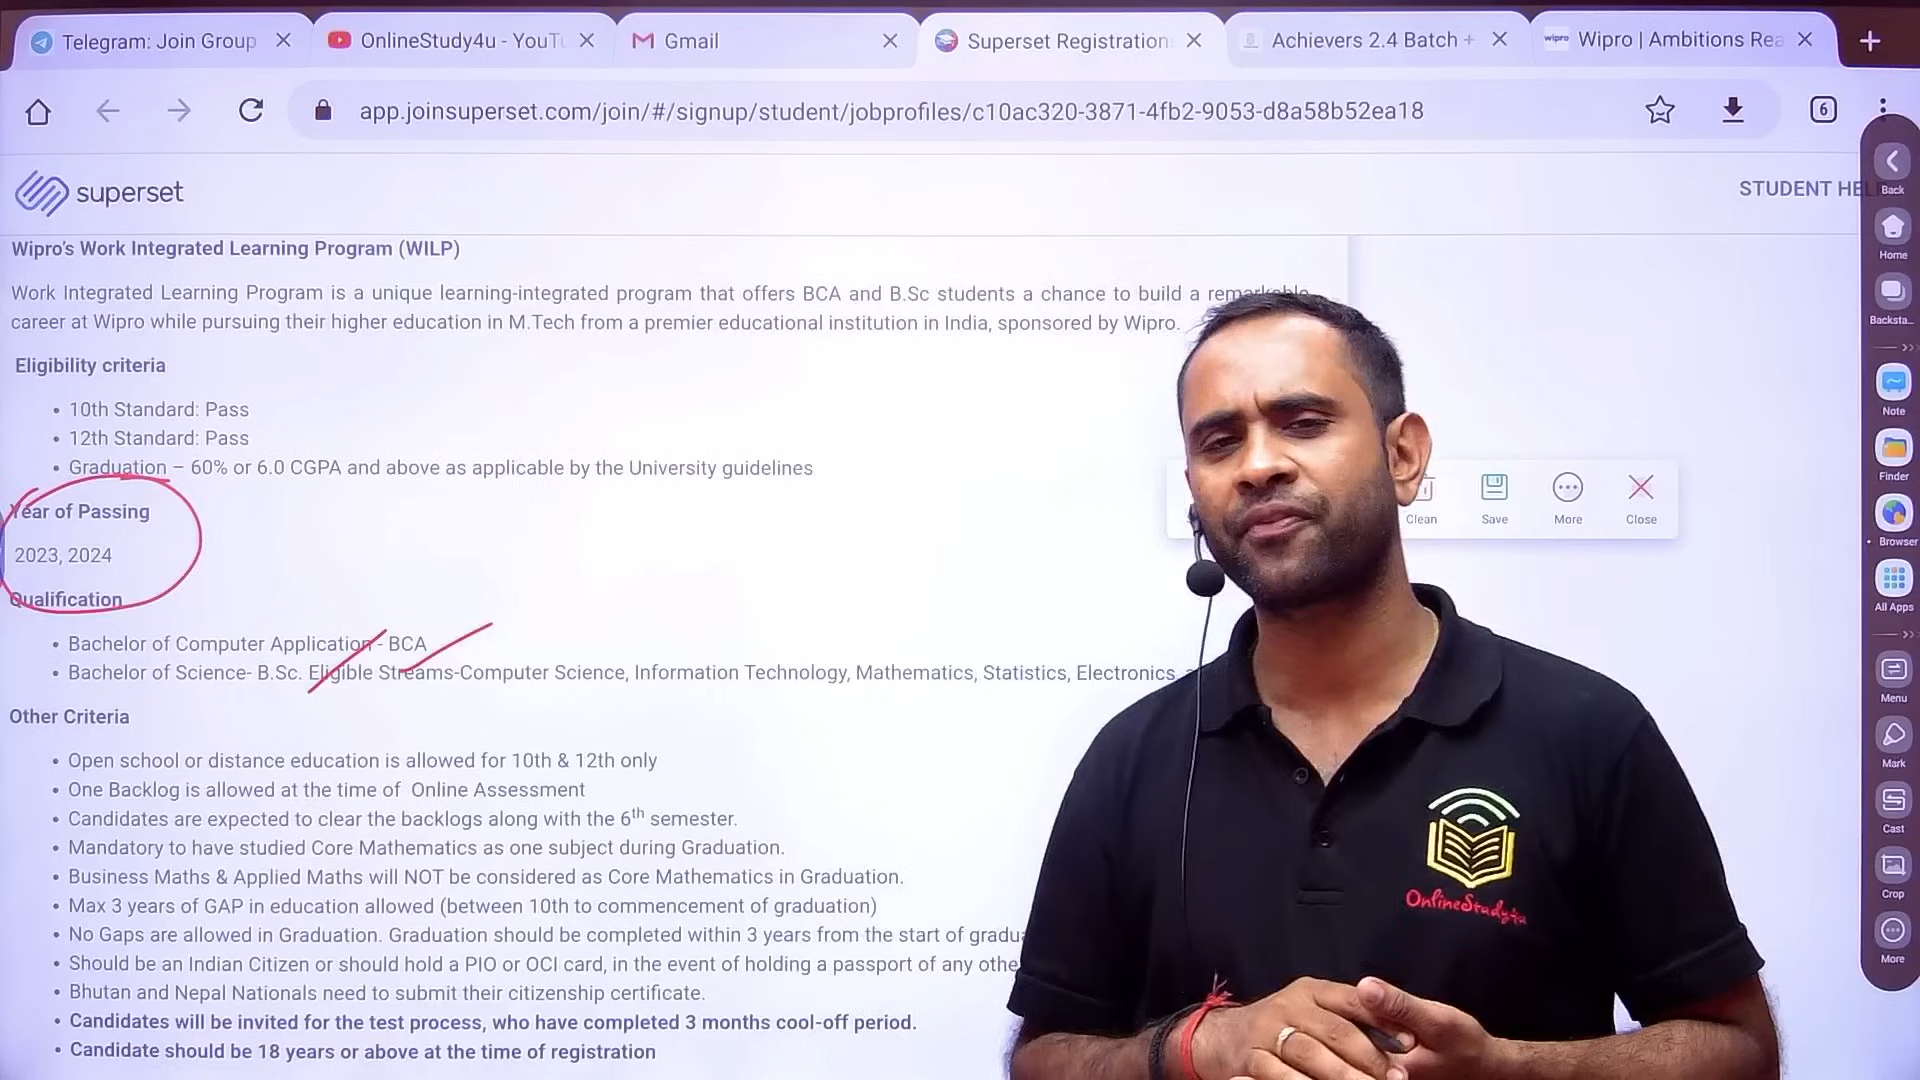 Telegram: Join Group
OnlineStudy4u - YouTu
Gmail
Superset Registration
Achievers 2.4 Batch +
wipro
Wipro | Ambitions Rea
app.joinsuperset.com/join/#/signup/student/jobprofiles/c10ac320-3871-4fb2-9053-d8a58b52ea18
6
superset
STUDENT HEL
Wipro's Work Integrated Learning Program (WILP)
Work Integrated Learning Program is a unique learning-integrated program that offers BCA and B.Sc students a chance to build a remarkable
career at Wipro while pursuing their higher education in M.Tech from a premier educational institution in India, sponsored by Wipro.
Eligibility criteria
• 10th Standard: Pass
• 12th Standard: Pass
• Graduation – 60% or 6.0 CGPA and above as applicable by the University guidelines
Year of Passing
2023, 2024
Qualification
• Bachelor of Computer Application - BCA
• Bachelor of Science- B.Sc. Eligible Streams-Computer Science, Information Technology, Mathematics, Statistics, Electronics,
Other Criteria
• Open school or distance education is allowed for 10th & 12th only
• One Backlog is allowed at the time of Online Assessment
• Candidates are expected to clear the backlogs along with the 6th semester.
• Mandatory to have studied Core Mathematics as one subject during Graduation.
• Business Maths & Applied Maths will NOT be considered as Core Mathematics in Graduation.
• Max 3 years of GAP in education allowed (between 10th to commencement of graduation)
• No Gaps are allowed in Graduation. Graduation should be completed within 3 years from the start of gradua
• Should be an Indian Citizen or should hold a PIO or OCI card, in the event of holding a passport of any othe
• Bhutan and Nepal Nationals need to submit their citizenship certificate.
• Candidates will be invited for the test process, who have completed 3 months cool-off period.
• Candidate should be 18 years or above at the time of registration
Clean
Save
More
Close
OnlineStudy4u
Back
Home
Backsta...
Note
Finder
Browser
All Apps
Menu
Mark
Cast
Crop
More